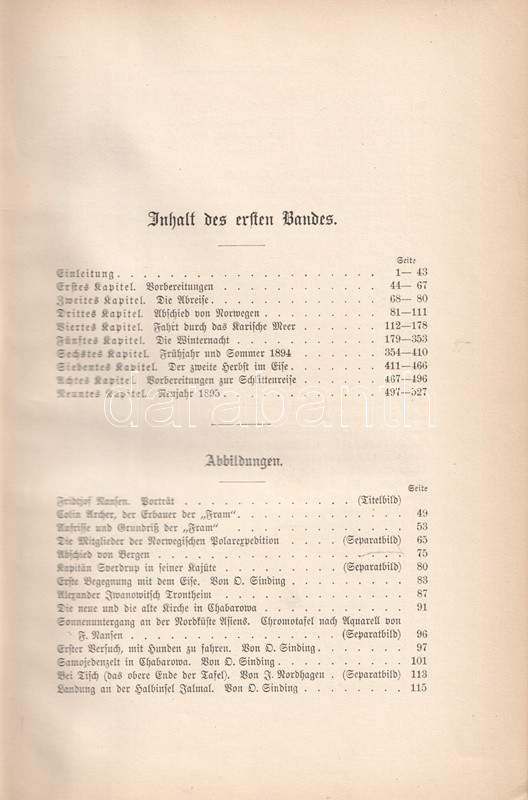 Inhalt des ersten Bandes.
Seite
Einleitung . . . . . . . . . . . . . . . . . . . . 1— 43
Erstes Kapitel. Vorbereitungen . . . . . . . . . . . . 44— 67
Zweites Kapitel. Die Abreise . . . . . . . . . . . . . 68— 80
Drittes Kapitel. Abschied von Norwegen . . . . . . . . . 81—111
Viertes Kapitel. Fahrt durch das Karische Meer . . . . . . 112—178
Fünftes Kapitel. Die Winternacht . . . . . . . . . . . 179—353
Sechstes Kapitel. Frühjahr und Sommer 1894 . . . . . . . 354—410
Siebentes Kapitel. Der zweite Herbst im Eise . . . . . . . 411—466
Achtes Kapitel. Vorbereitungen zur Schlittenreise . . . . . . 467—496
Neuntes Kapitel. Neujahr 1895 . . . . . . . . . . . . 497—527
darabanth
Abbildungen.
Seite
Fridtjof Nansen. Porträt . . . . . . . . . . . . (Titelbild)
Colin Archer, der Erbauer der „Fram“ . . . . . . . . . . 49
Aufrisse und Grundriß der „Fram“ . . . . . . . . . . . 53
Die Mitglieder der Norwegischen Polarexpedition . . . (Separatbild) 65
Abschied von Bergen . . . . . . . . . . . . . . . . 75
Kapitän Sverdrup in seiner Kajüte . . . . . . . (Separatbild) 80
Erste Begegnung mit dem Eise. Von O. Sinding . . . . . . . 83
Alexander Iwanowitsch Trontheim . . . . . . . . . . . 87
Die neue und die alte Kirche in Chabarowa . . . . . . . . . 91
Sonnenuntergang an der Nordküste Asiens. Chromotafel nach Aquarell von
F. Nansen . . . . . . . . . . . . . . (Separatbild) 96
Erster Versuch, mit Hunden zu fahren. Von O. Sinding . . . . . . 97
Samojedenzelt in Chabarowa. Von O. Sinding . . . . . . . . 101
Bei Tisch (das obere Ende der Tafel). Von J. Nordhagen . (Separatbild) 113
Landung an der Halbinsel Jalmal. Von O. Sinding . . . . . . . 115